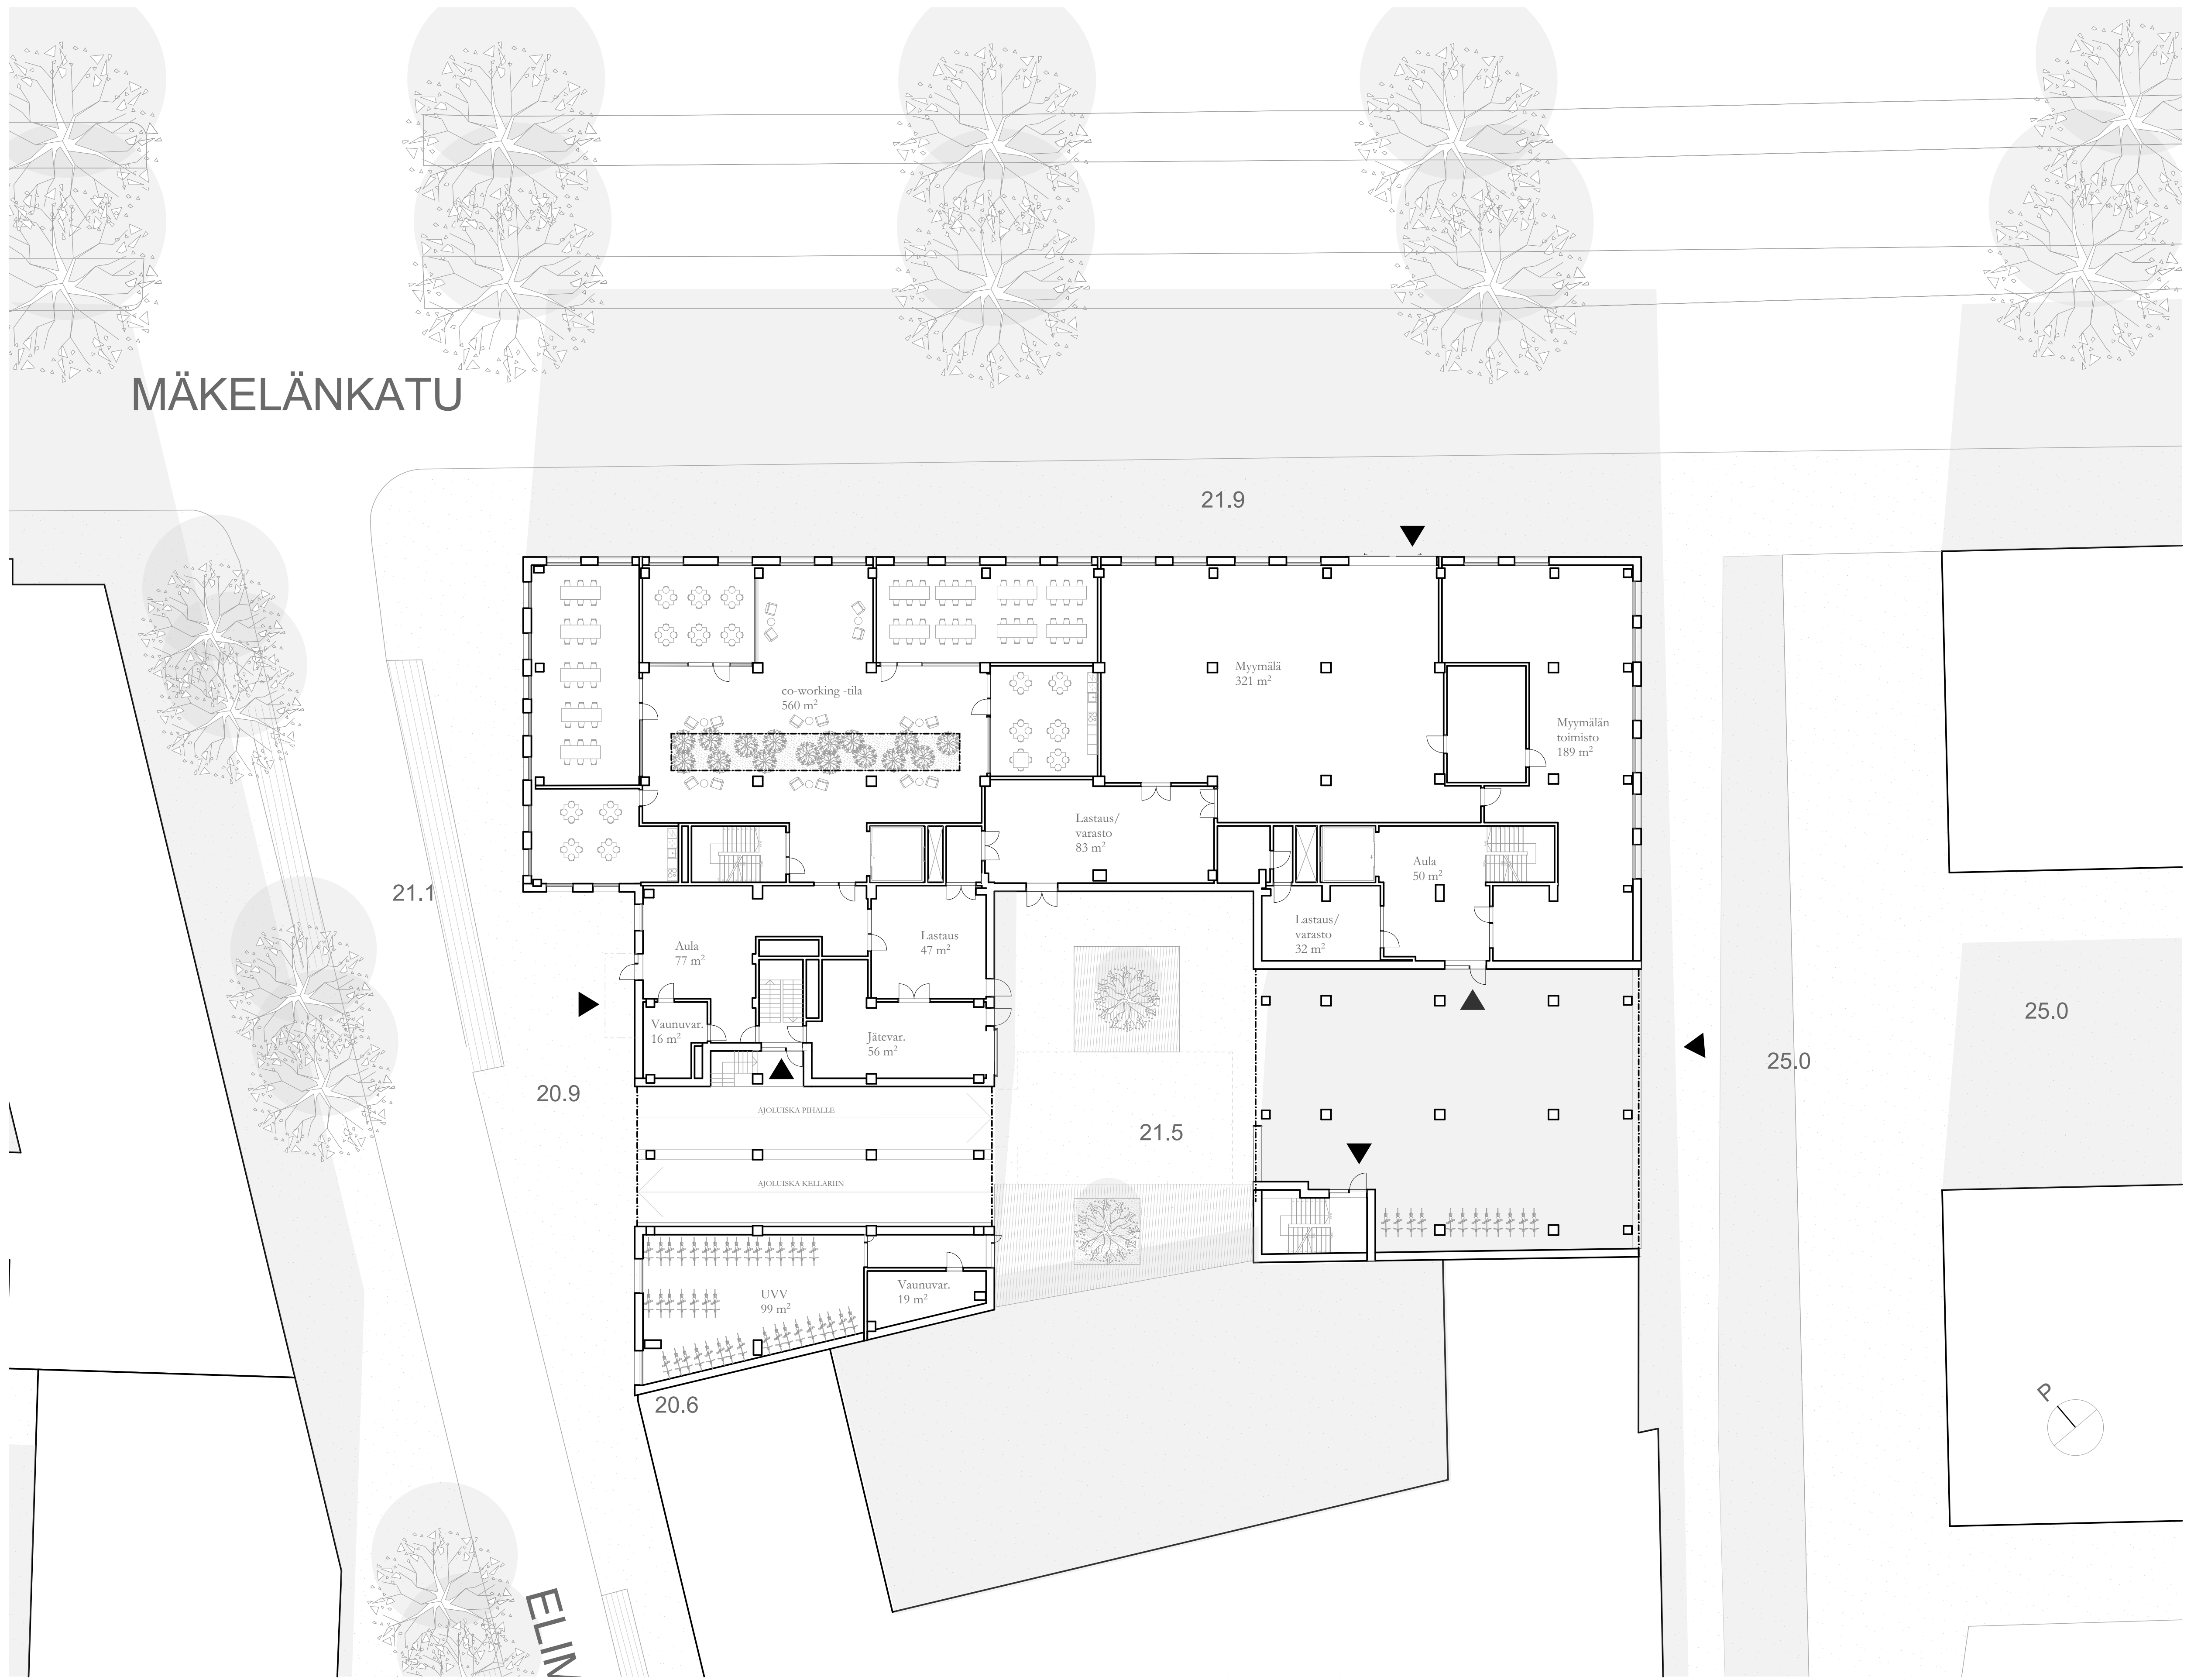 MÄKELÄNKATU
21.9
Myymälä
321 m²
co-working -tila
560 m²
Myymälän
toimisto
189 m²
Lastaus/
varasto
83 m²
Aula
50 m²
21.1
Lastaus/
varasto
32 m²
Lastaus
47 m²
Aula
77 m²
25.0
Vaunuvar.
16 m²
Jätevar.
56 m²
25.0
20.9
AJOLUISKA PIHALLE
21.5
AJOLUISKA KELLARIIN
Vaunuvar.
19 m²
UVV
99 m²
20.6
P
ELIM